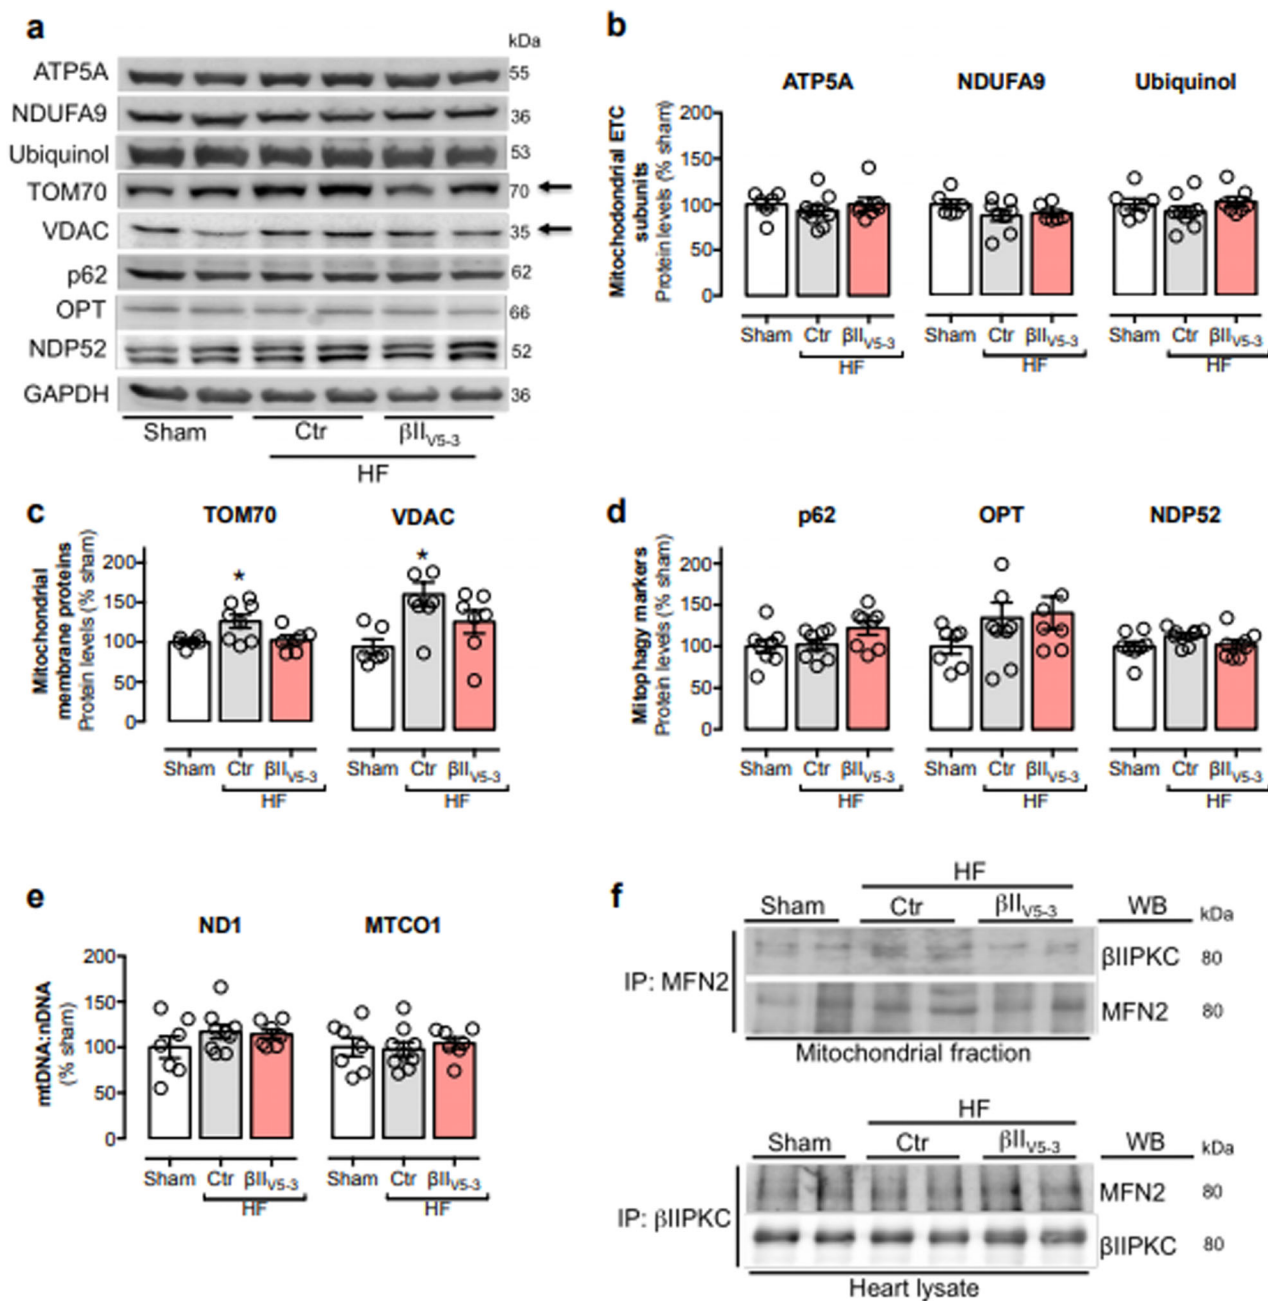 a
kDa
ATP5A 55
NDUFA9 36
Ubiquinol 53
TOM70 70
VDAC 35
p62 62
OPT 66
NDP52 52
GAPDH 36
Sham Ctr βIIV5-3
HF
b
ATP5A NDUFA9 Ubiquinol
Mitochodondrial ETC
subunits
Protein levels (% sham)
200
150
100
50
0
Sham Ctr βIIV5-3 Sham Ctr βIIV5-3 Sham Ctr βIIV5-3
HF HF HF
c
TOM70 VDAC
Mitochondrial
membrane proteins
Protein levels (% sham)
200
150
100
50
0
* *
Sham Ctr βIIV5-3 Sham Ctr βIIV5-3
HF HF
d
p62 OPT NDP52
Mitophagy markers
Protein levels (% sham)
200
150
100
50
0
Sham Ctr βIIV5-3 Sham Ctr βIIV5-3 Sham Ctr βIIV5-3
HF HF HF
e
ND1 MTCO1
mtDNA:nDNA
(% sham)
200
150
100
50
0
Sham Ctr βIIV5-3 Sham Ctr βIIV5-3
HF HF
f
HF
Sham Ctr βIIV5-3 WB kDa
IP: MFN2
βIIPKC 80
MFN2 80
Mitochondrial fraction
HF
Sham Ctr βIIV5-3 WB kDa
IP: βIIPKC
MFN2 80
βIIPKC 80
Heart lysate